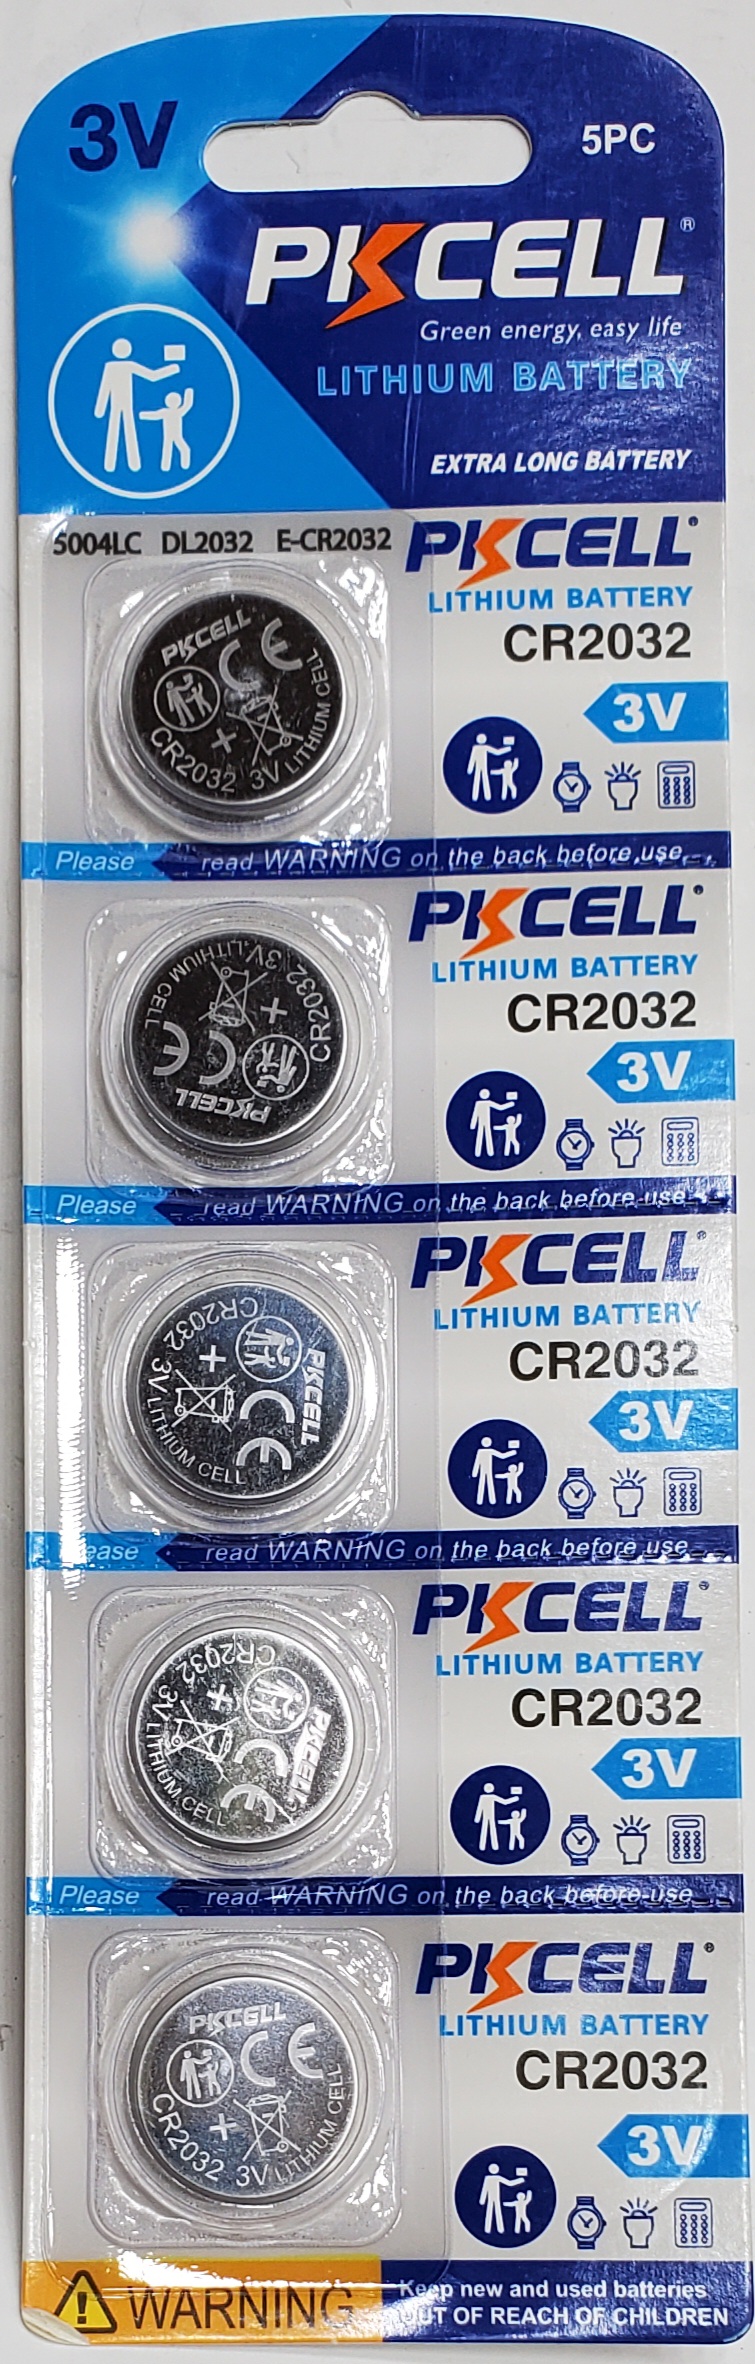 3V
5PC
PKCELL®
Green energy, easy life
LITHIUM BATTERY
EXTRA LONG BATTERY
5004LC DL2032 E-CR2032
PKCELL
LITHIUM BATTERY
CR2032
3V
PKCELL
CE
CR2032 3V LITHIUM CELL
+
Please read WARNING on the back before use
PKCELL
LITHIUM BATTERY
CR2032
3V
PKCELL
CE
CR2032 3V LITHIUM CELL
+
Please read WARNING on the back before use
PKCELL
LITHIUM BATTERY
CR2032
3V
PKCELL
CE
CR2032 3V LITHIUM CELL
+
Please read WARNING on the back before use
PKCELL
LITHIUM BATTERY
CR2032
3V
PKCELL
CE
CR2032 3V LITHIUM CELL
+
Please read WARNING on the back before use
PKCELL
LITHIUM BATTERY
CR2032
3V
PKCELL
CE
CR2032 3V LITHIUM CELL
+
WARNING
Keep new and used batteries
OUT OF REACH OF CHILDREN